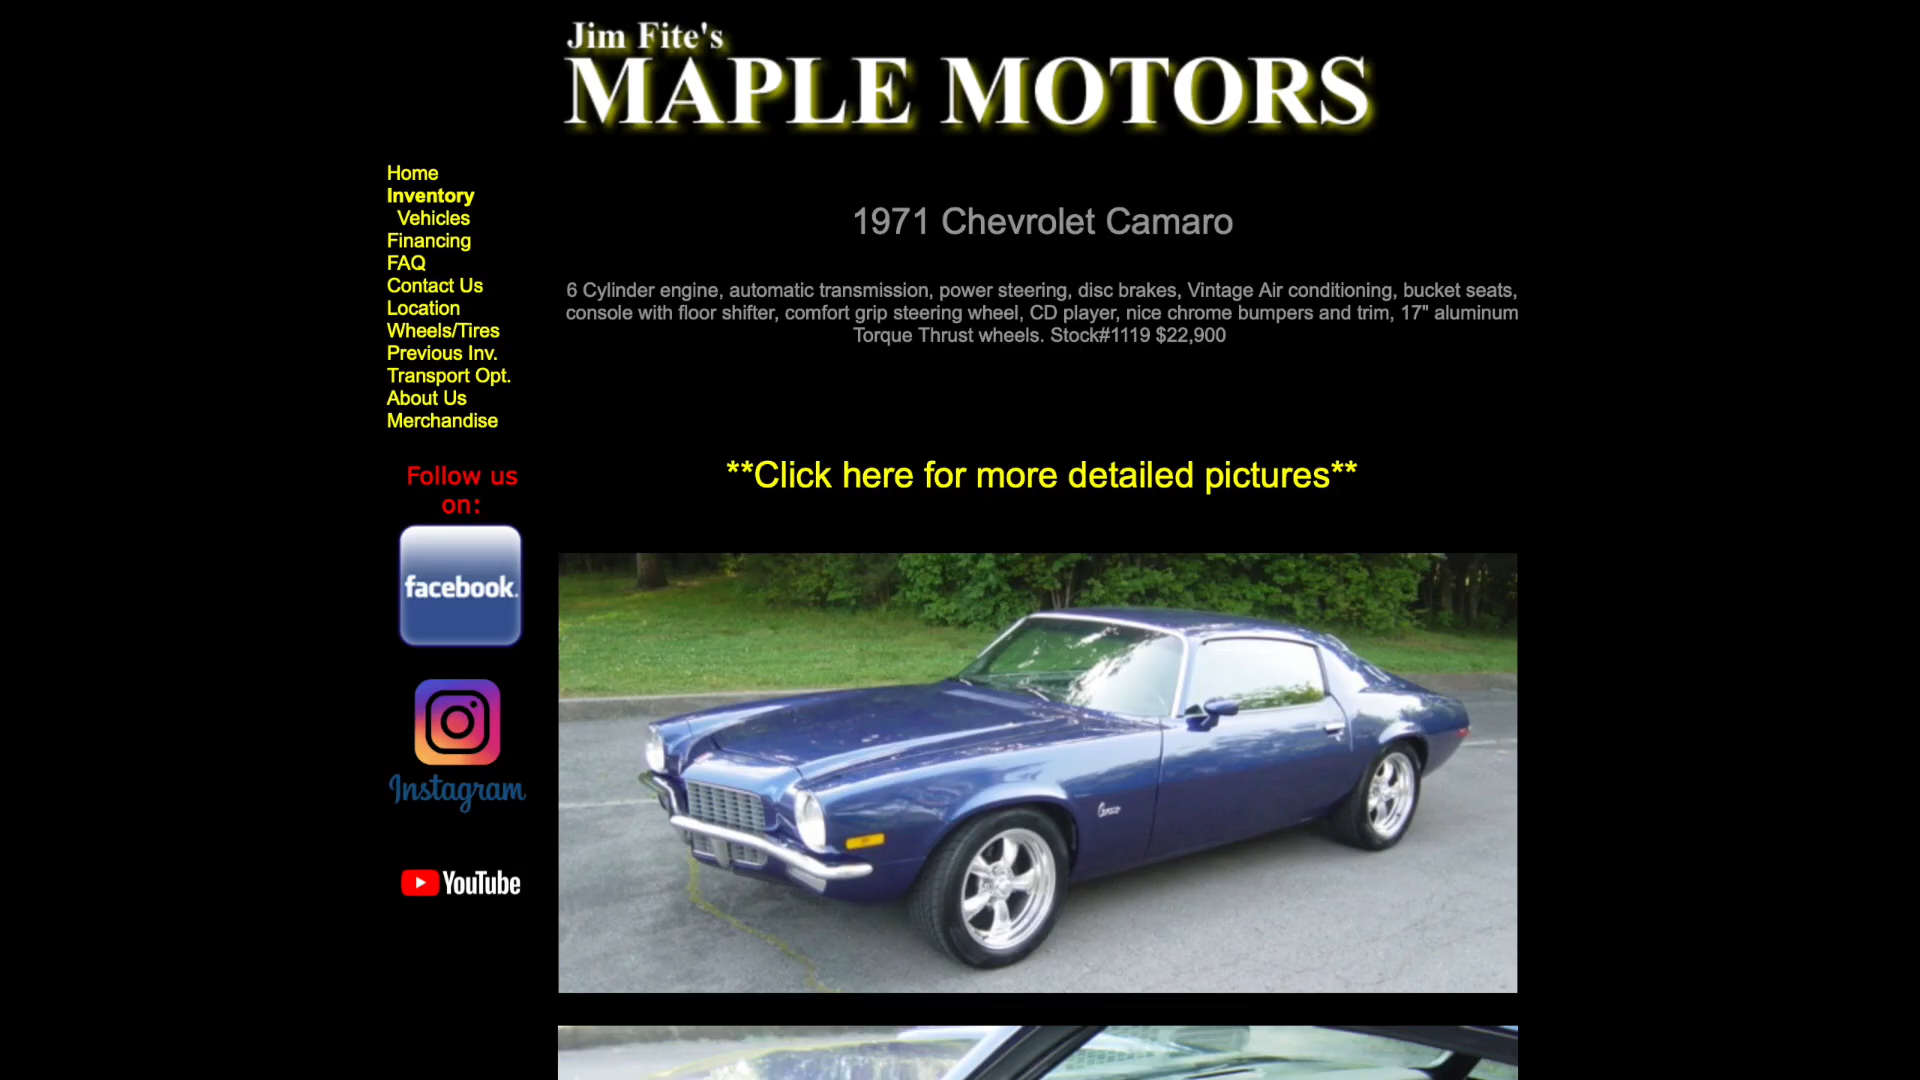 Jim Fite's
MAPLE MOTORS
Home
Inventory
Vehicles
Financing
FAQ
Contact Us
Location
Wheels/Tires
Previous Inv.
Transport Opt.
About Us
Merchandise
Follow us
on:
facebook.
Instagram
YouTube
1971 Chevrolet Camaro
6 Cylinder engine, automatic transmission, power steering, disc brakes, Vintage Air conditioning, bucket seats,
console with floor shifter, comfort grip steering wheel, CD player, nice chrome bumpers and trim, 17" aluminum
Torque Thrust wheels. Stock#1119 $22,900
**Click here for more detailed pictures**
Camaro